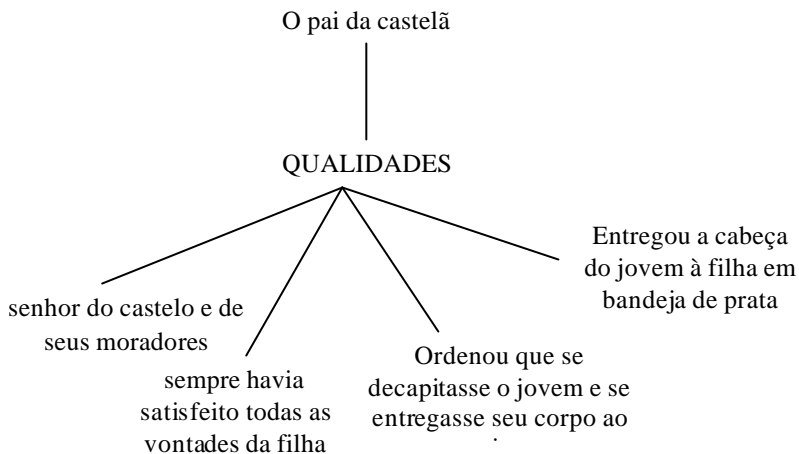 O pai da castelã
QUALIDADES
senhor do castelo e de
seus moradores
sempre havia
satisfeito todas as
vontades da filha
Ordenou que se
decapitasse o jovem e se
entregasse seu corpo ao
Entregou a cabeça
do jovem à filha em
bandeja de prata